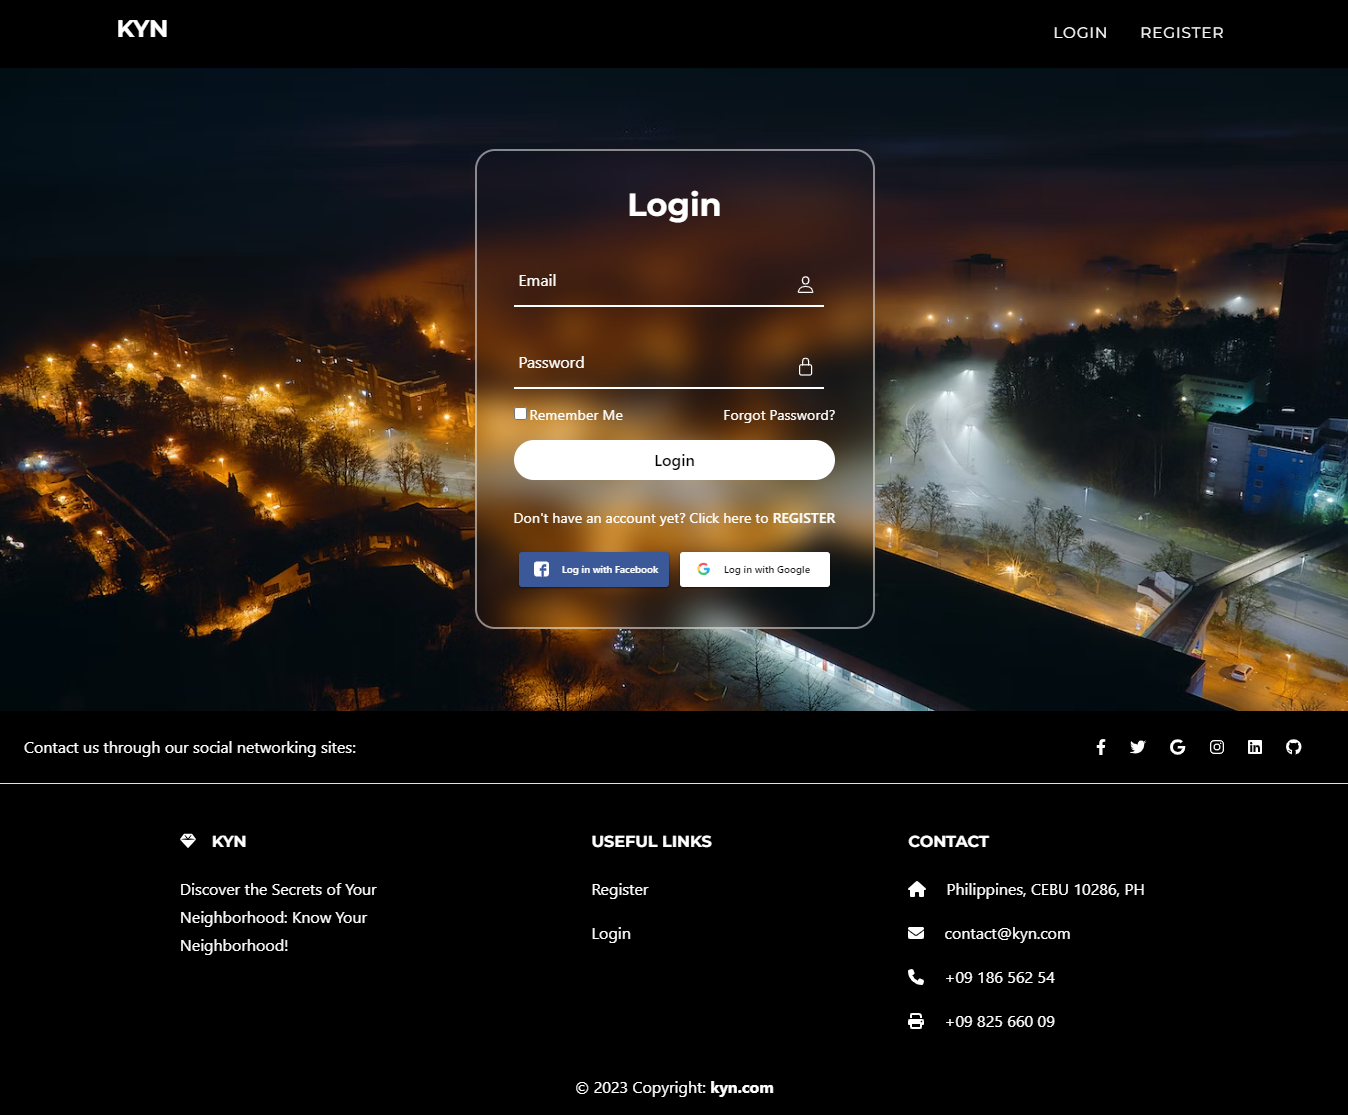 KYN
LOGIN REGISTER
Login
Email
Password
Remember Me Forgot Password?
Login
Don't have an account yet? Click here to REGISTER
Log in with Facebook Log in with Google
Contact us through our social networking sites:
KYN
Discover the Secrets of Your
Neighborhood: Know Your
Neighborhood!
USEFUL LINKS
Register
Login
CONTACT
Philippines, CEBU 10286, PH
contact@kyn.com
+09 186 562 54
+09 825 660 09
© 2023 Copyright: kyn.com